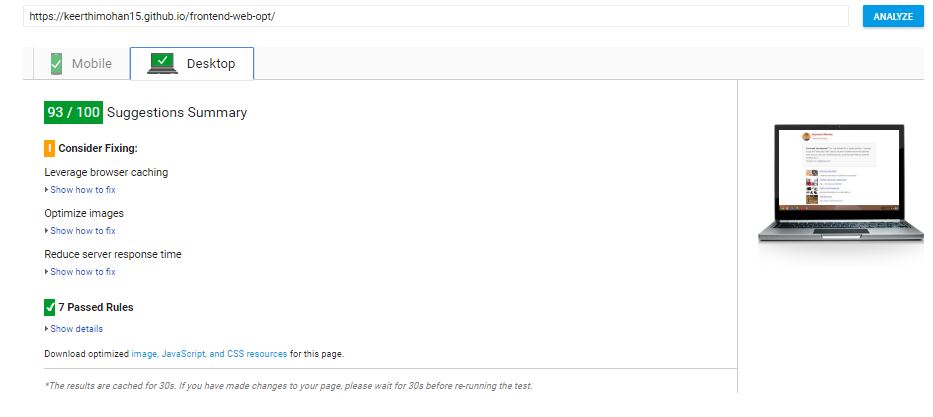 https://keerthimohan15.github.io/frontend-web-opt/
ANALYZE
Mobile
Desktop
93 / 100 Suggestions Summary
! Consider Fixing:
Leverage browser caching
Show how to fix
Optimize images
Show how to fix
Reduce server response time
Show how to fix
7 Passed Rules
Show details
Download optimized image, JavaScript, and CSS resources for this page.
*The results are cached for 30s. If you have made changes to your page, please wait for 30s before re-running the test.